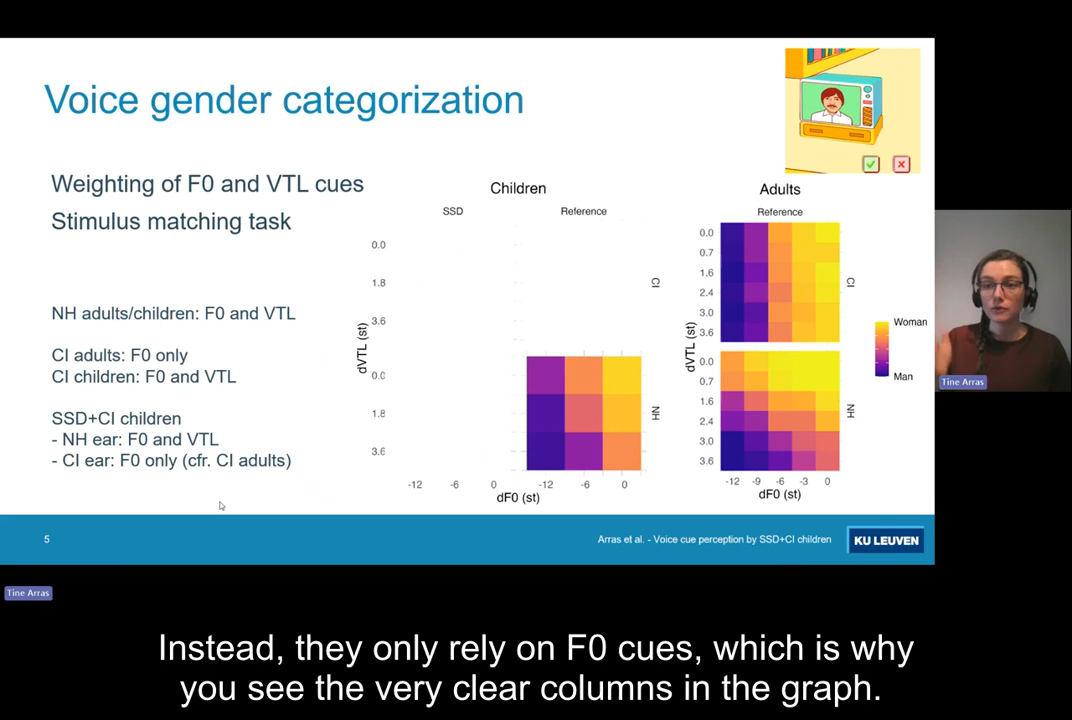 Voice gender categorization
Weighting of F0 and VTL cues
Stimulus matching task
NH adults/children: F0 and VTL
CI adults: F0 only
CI children: F0 and VTL
SSD+CI children
- NH ear: F0 and VTL
- CI ear: F0 only (cfr. CI adults)
Children
SSD
Reference
0.0
1.8
3.6
0.0
1.8
3.6
dVTL (st)
CI
NH
-12
-6
0
-12
-6
0
dF0 (st)
Adults
Reference
0.0
0.7
1.6
2.4
3.0
3.6
0.0
0.7
1.6
2.4
3.0
3.6
dVTL (st)
CI
NH
-12
-9
-6
-3
0
dF0 (st)
Woman
Man
Tine Arras
5
Arras et al. - Voice cue perception by SSD+CI children
KU LEUVEN
Tine Arras
Instead, they only rely on F0 cues, which is why
you see the very clear columns in the graph.